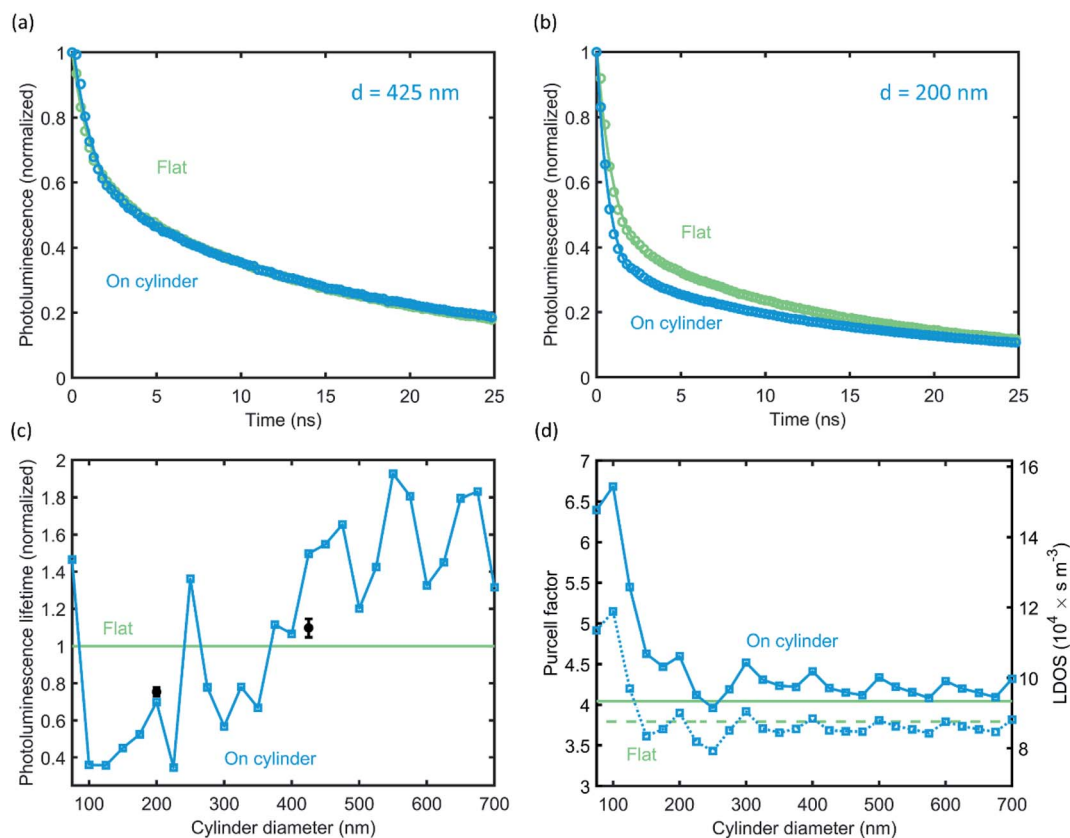 (a)
Photoluminescence (normalized)
1
0.8
0.6
0.4
0.2
0
d = 425 nm
Flat
On cylinder
0 5 10 15 20 25
Time (ns)
(b)
Photoluminescence (normalized)
1
0.8
0.6
0.4
0.2
0
d = 200 nm
Flat
On cylinder
0 5 10 15 20 25
Time (ns)
(c)
Photoluminescence lifetime (normalized)
2
1.8
1.6
1.4
1.2
1
0.8
0.6
0.4
Flat
On cylinder
100 200 300 400 500 600 700
Cylinder diameter (nm)
(d)
Purcell factor
7
6.5
6
5.5
5
4.5
4
3.5
3
On cylinder
Flat
16
14
12
10
8
LDOS (10⁴ × s m⁻³)
100 200 300 400 500 600 700
Cylinder diameter (nm)